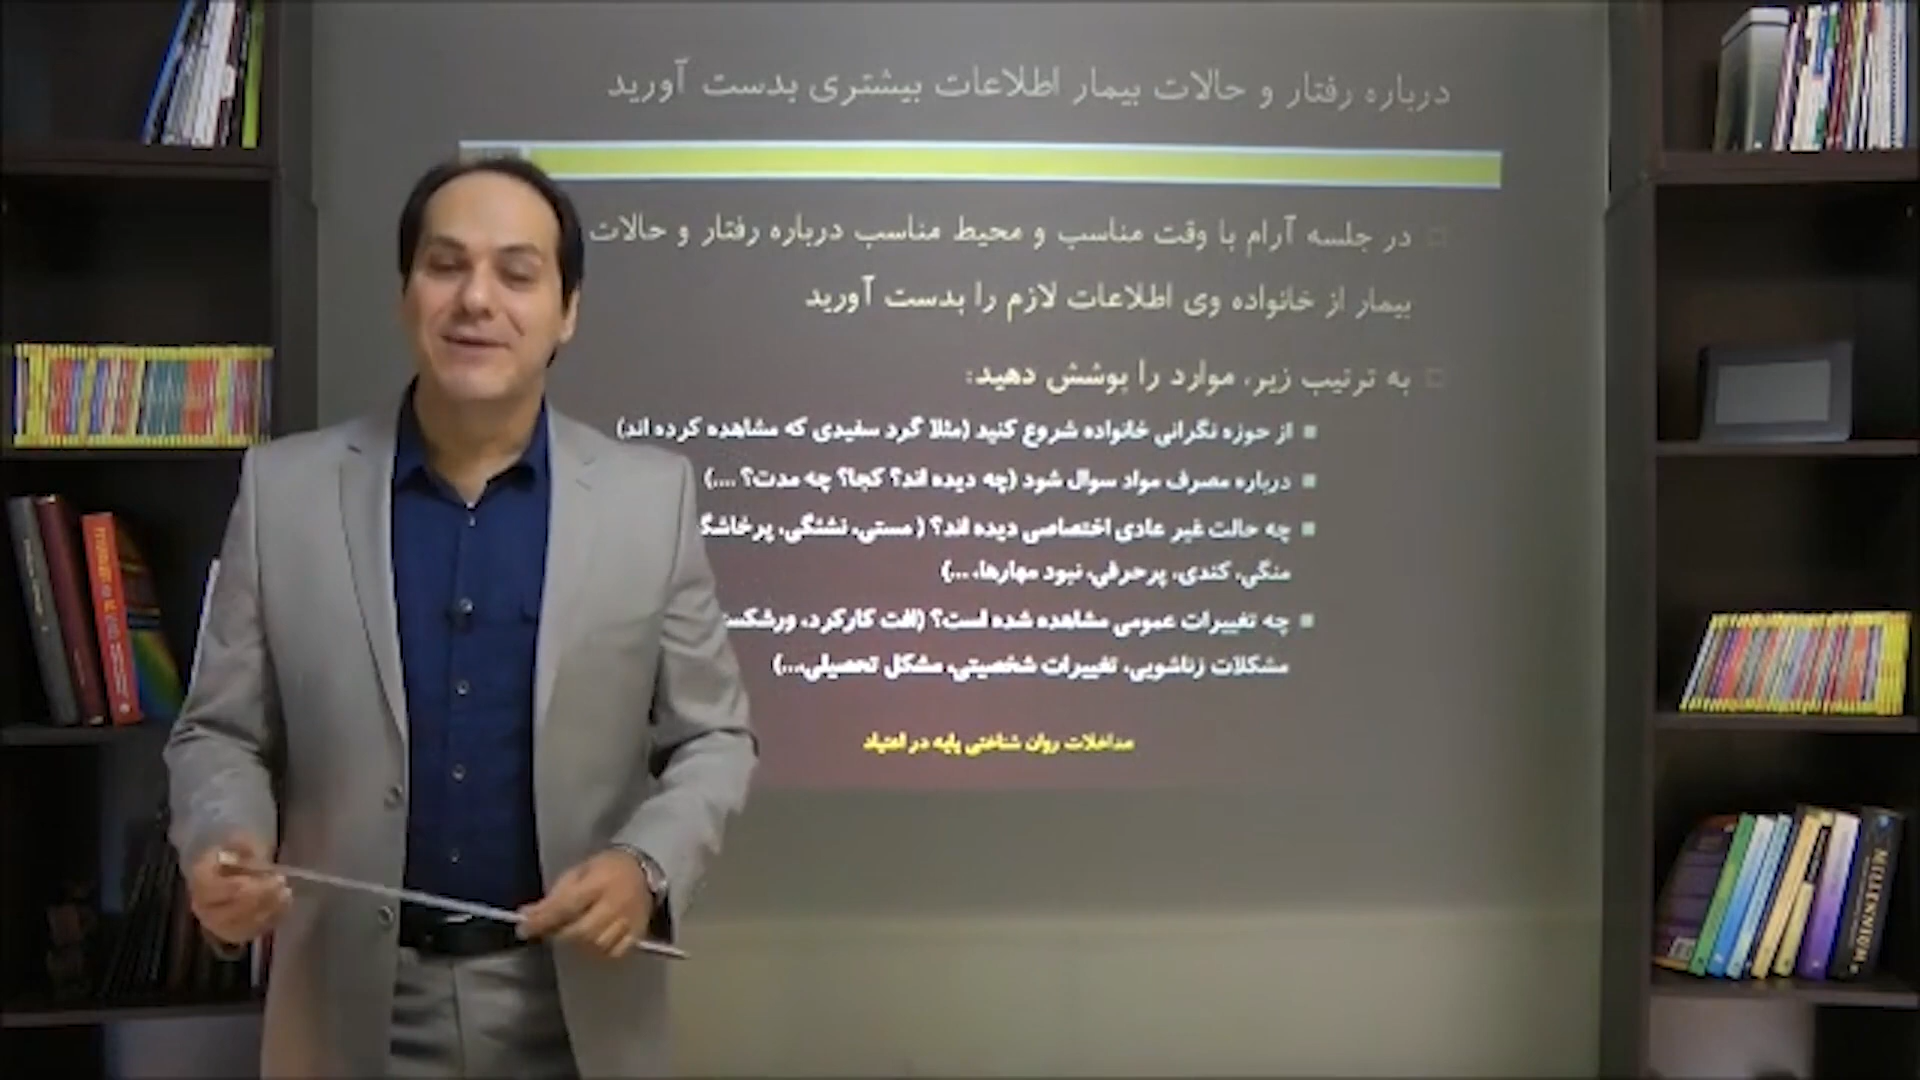 درباره رفتار و حالات بیمار اطلاعات بیشتری بدست آورید
در جلسه آرام با وقت مناسب و محیط مناسب درباره رفتار و حالات
بیمار از خانواده وی اطلاعات لازم را بدست آورید
به ترتیب زیر، موارد را پوشش دهید:
از حوزه نگرانی خانواده شروع کنید (مثلا گرد سفیدی که مشاهده کرده اند)
درباره مصرف مواد سوال شود (چه دیده اند؟ کجا؟ چه مدت؟ ....)
چه حالت غیر عادی اختصاصی دیده اند؟ ( مستی، نشئگی،
منگی، کندی، پرحرفی، نبود مهارها، ...)
چه تغییرات عمومی مشاهده شده است؟ (افت کارکرد،
مشکلات زناشویی، تغییرات شخصیتی، مشکل تحصیلی،...)
مداخلات روان شناختی پایه در اعتیاد
MILLENNIUM